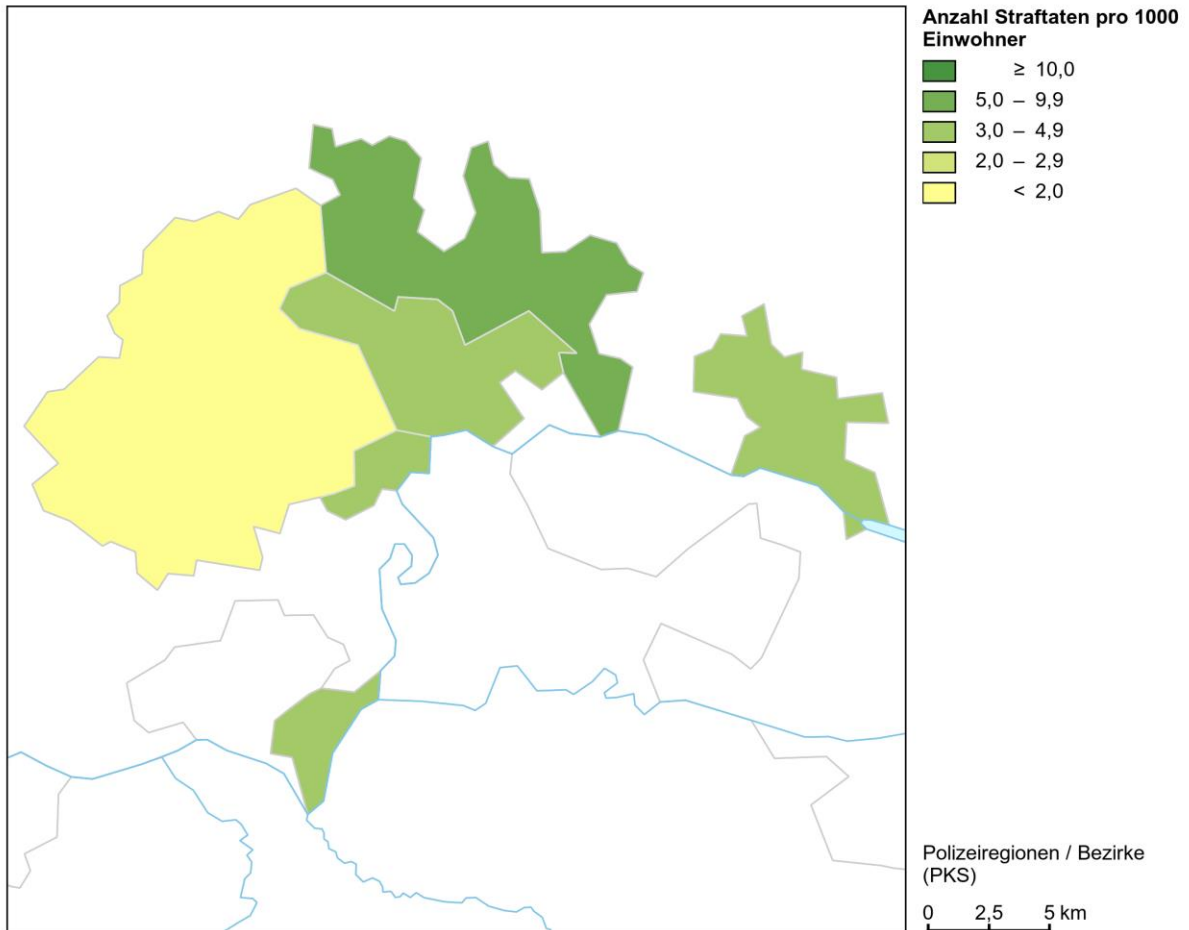 Anzahl Straftaten pro 1000
Einwohner
≥ 10,0
5,0 – 9,9
3,0 – 4,9
2,0 – 2,9
< 2,0
Polizeiregionen / Bezirke
(PKS)
0 2,5 5 km